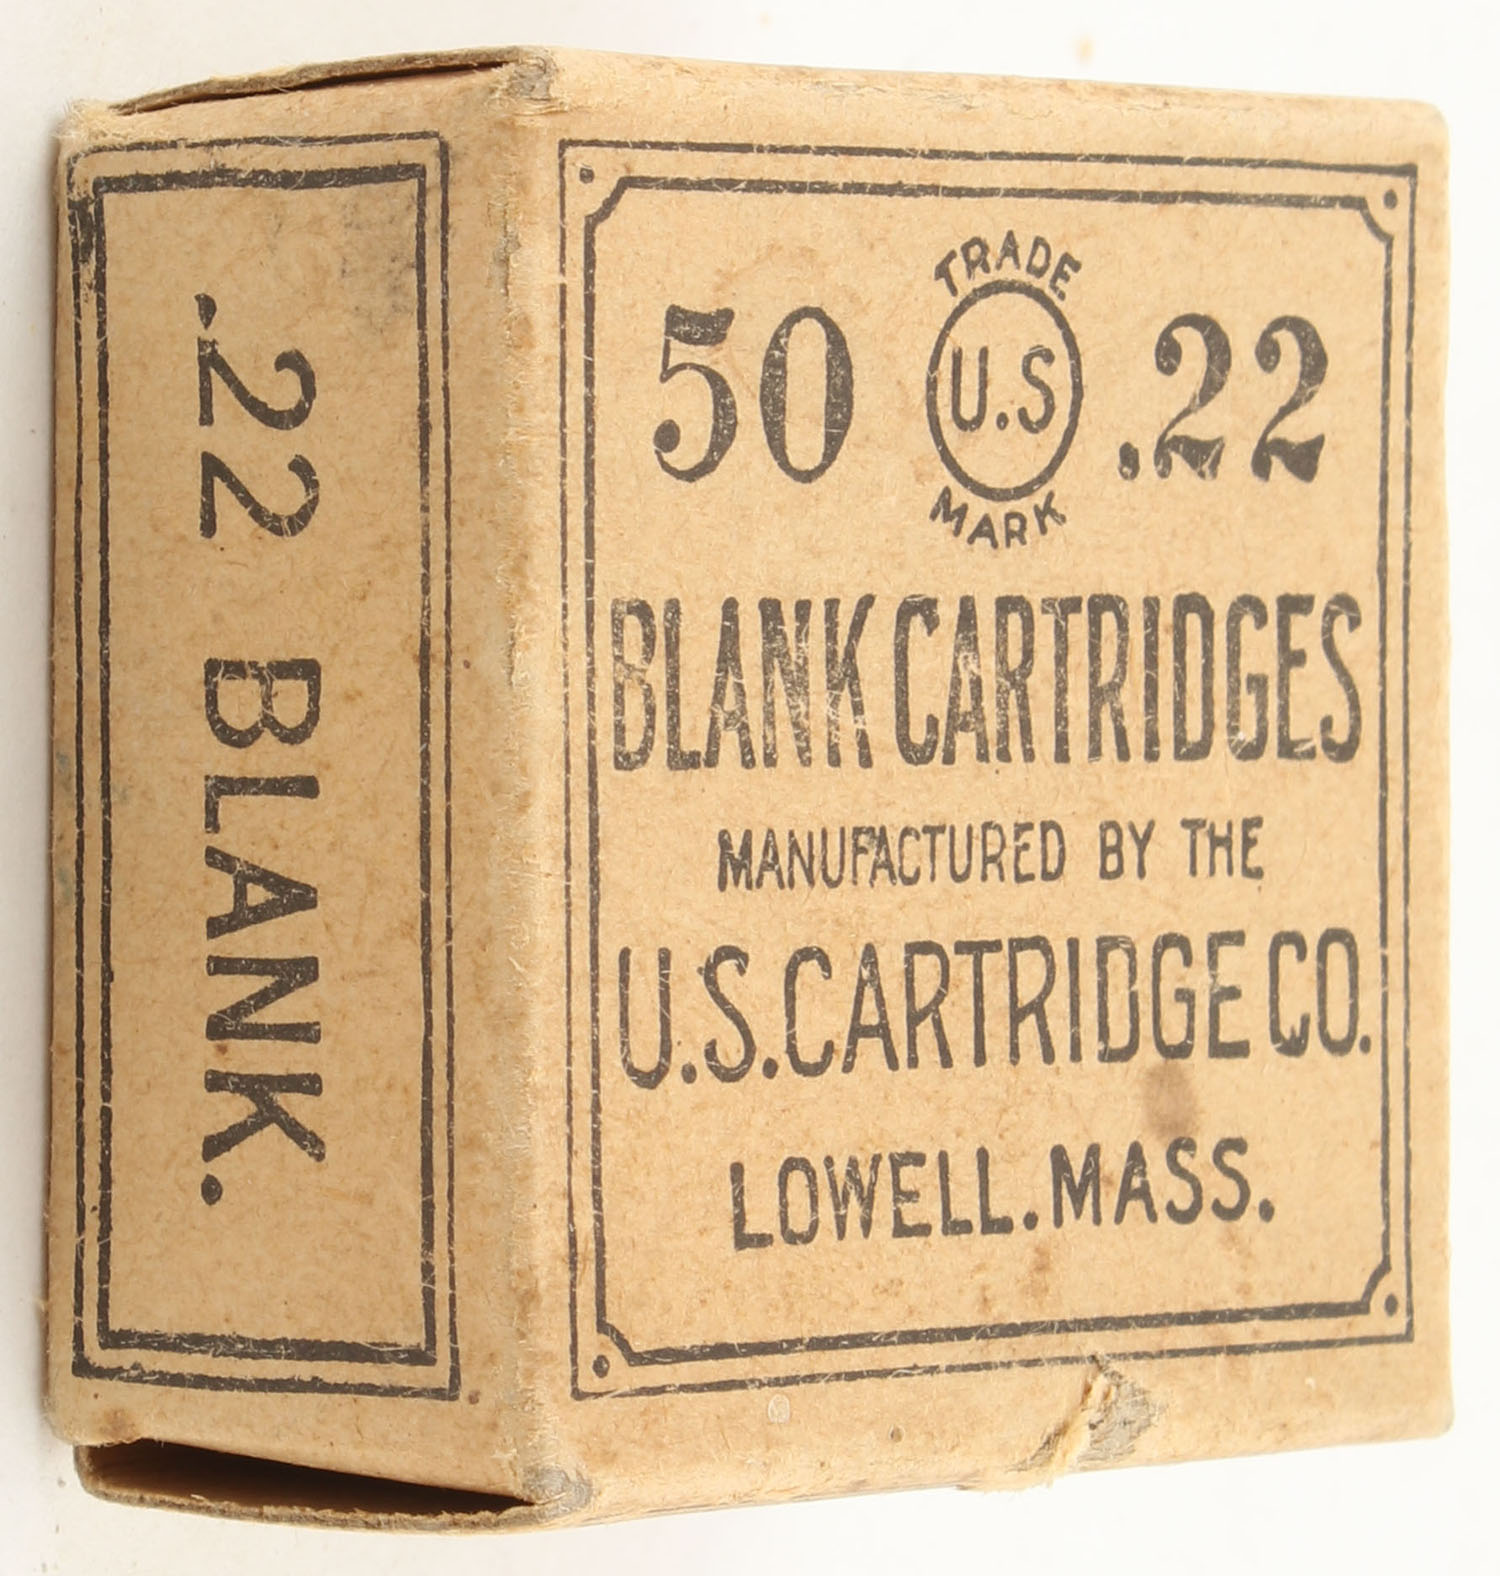 .22 BLANK.
TRADE
50 U.S .22
MARK
BLANK CARTRIDGES
MANUFACTURED BY THE
U.S. CARTRIDGE CO.
LOWELL. MASS.